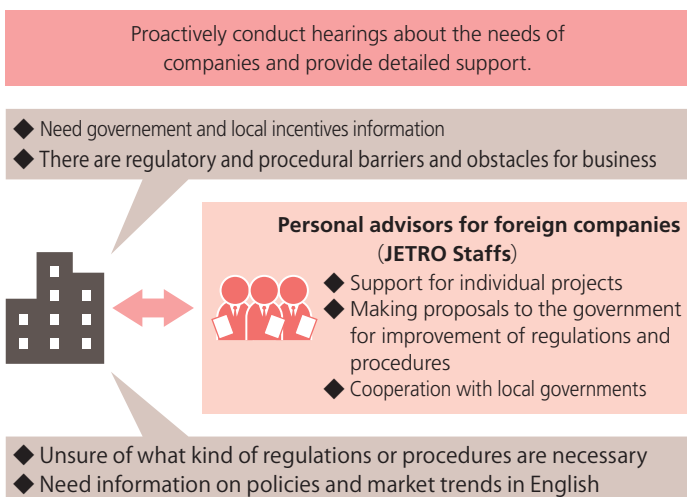 Proactively conduct hearings about the needs of
companies and provide detailed support.
◆ Need governement and local incentives information
◆ There are regulatory and procedural barriers and obstacles for business
Personal advisors for foreign companies
(JETRO Staffs)
◆ Support for individual projects
◆ Making proposals to the government
for improvement of regulations and
procedures
◆ Cooperation with local governments
◆ Unsure of what kind of regulations or procedures are necessary
◆ Need information on policies and market trends in English